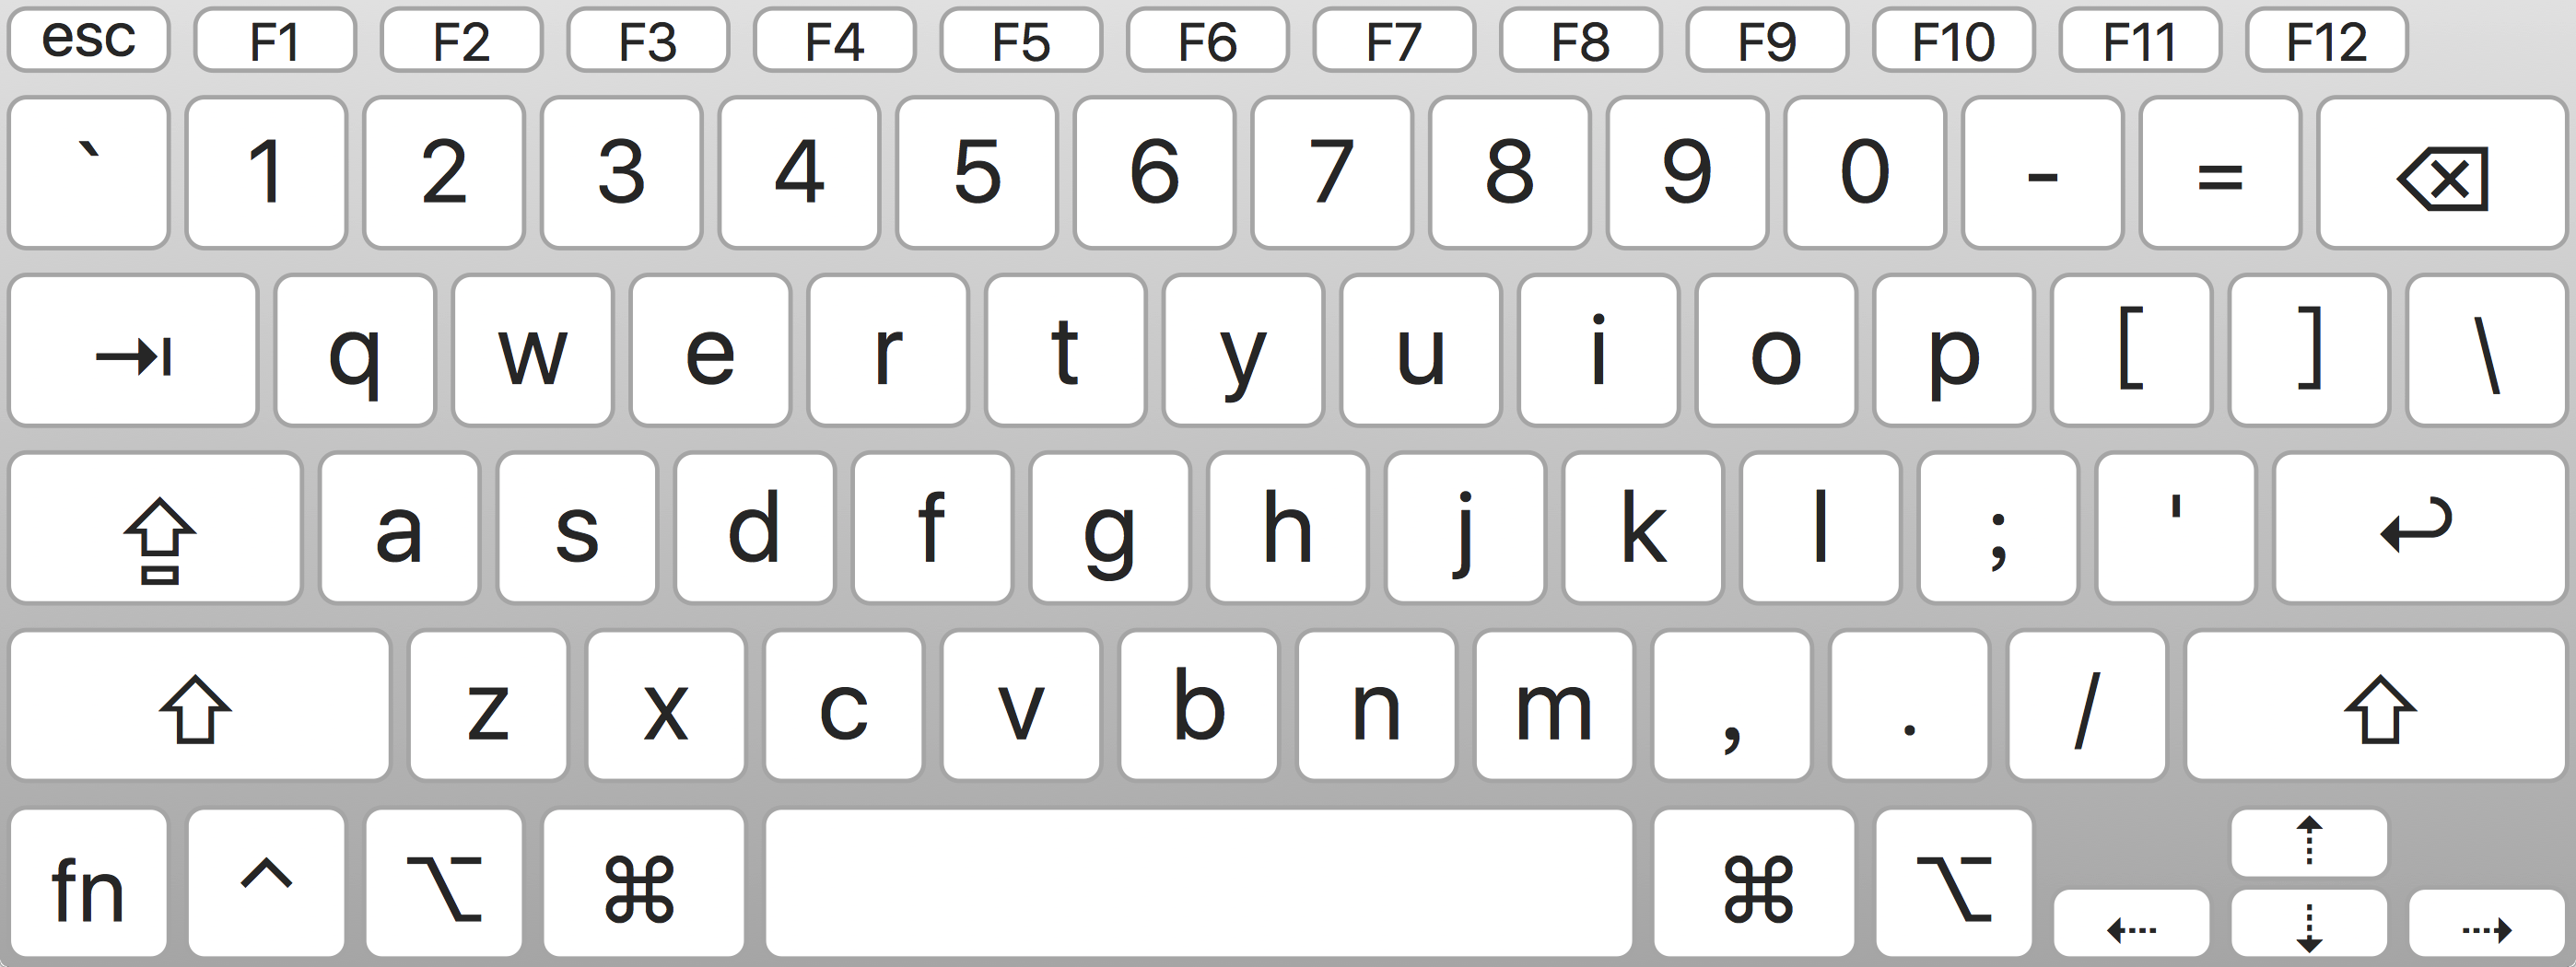 esc F1 F2 F3 F4 F5 F6 F7 F8 F9 F10 F11 F12
` 1 2 3 4 5 6 7 8 9 0 - = ⌫
⇥ q w e r t y u i o p [ ] \
⇪ a s d f g h j k l ; ' ↩
⇧ z x c v b n m , . / ⇧
fn ^ ⌥ ⌘ ⌘ ⌥ ⇠ ⇡ ⇣ ⇢